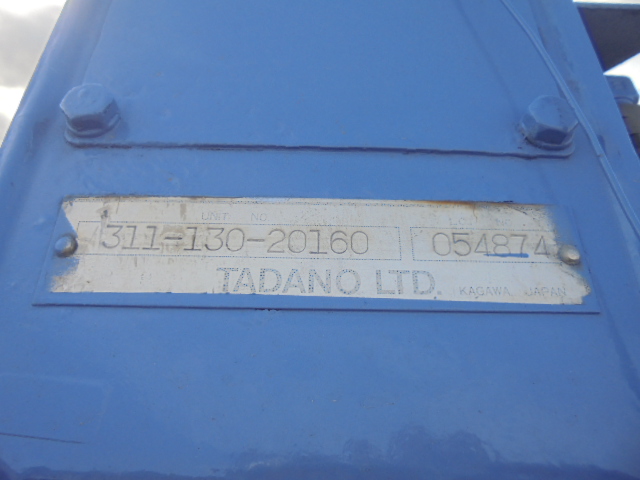 UNIT NO.
311-130-20160 054874
TADANO LTD. KAGAWA JAPAN